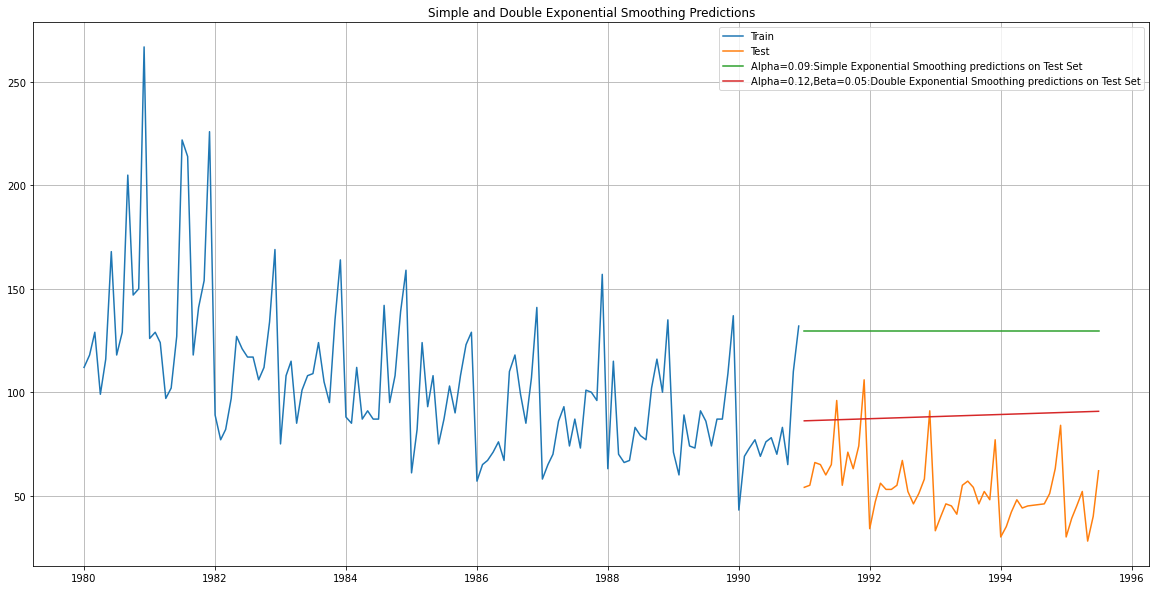 Simple and Double Exponential Smoothing Predictions
Train
Test
Alpha=0.09:Simple Exponential Smoothing predictions on Test Set
Alpha=0.12,Beta=0.05:Double Exponential Smoothing predictions on Test Set
250
200
150
100
50
1980 1982 1984 1986 1988 1990 1992 1994 1996